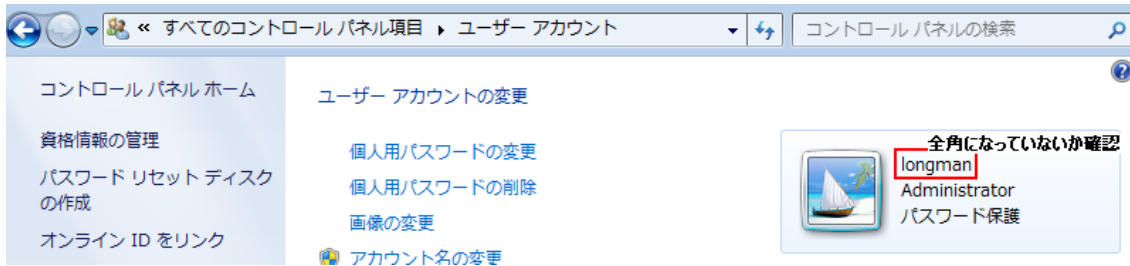 « すべてのコントロール パネル項目 ▸ ユーザー アカウント
コントロール パネルの検索
コントロール パネル ホーム
資格情報の管理
パスワード リセット ディスク
の作成
オンライン ID をリンク
ユーザー アカウントの変更
個人用パスワードの変更
個人用パスワードの削除
画像の変更
アカウント名の変更
全角になっていないか確認
longman
Administrator
パスワード保護